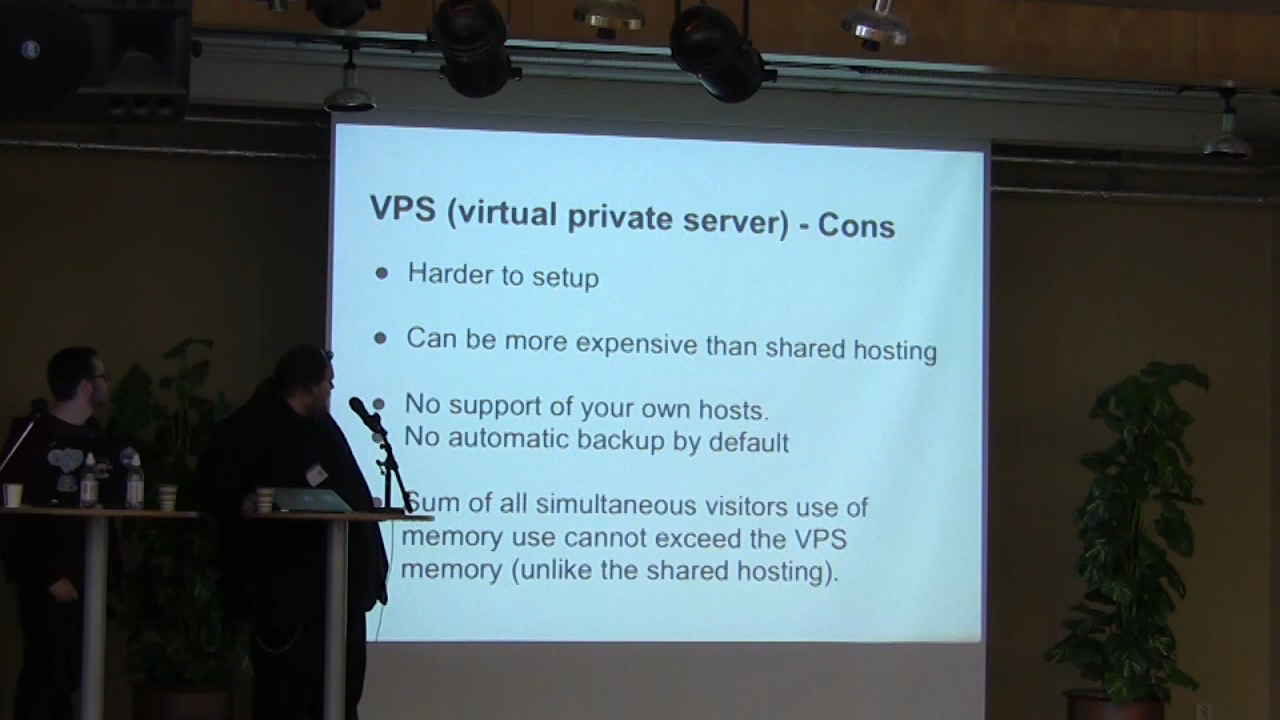 VPS (virtual private server) - Cons
● Harder to setup
● Can be more expensive than shared hosting
● No support of your own hosts.
● No automatic backup by default
● Sum of all simultaneous visitors use of
memory use cannot exceed the VPS
memory (unlike the shared hosting).